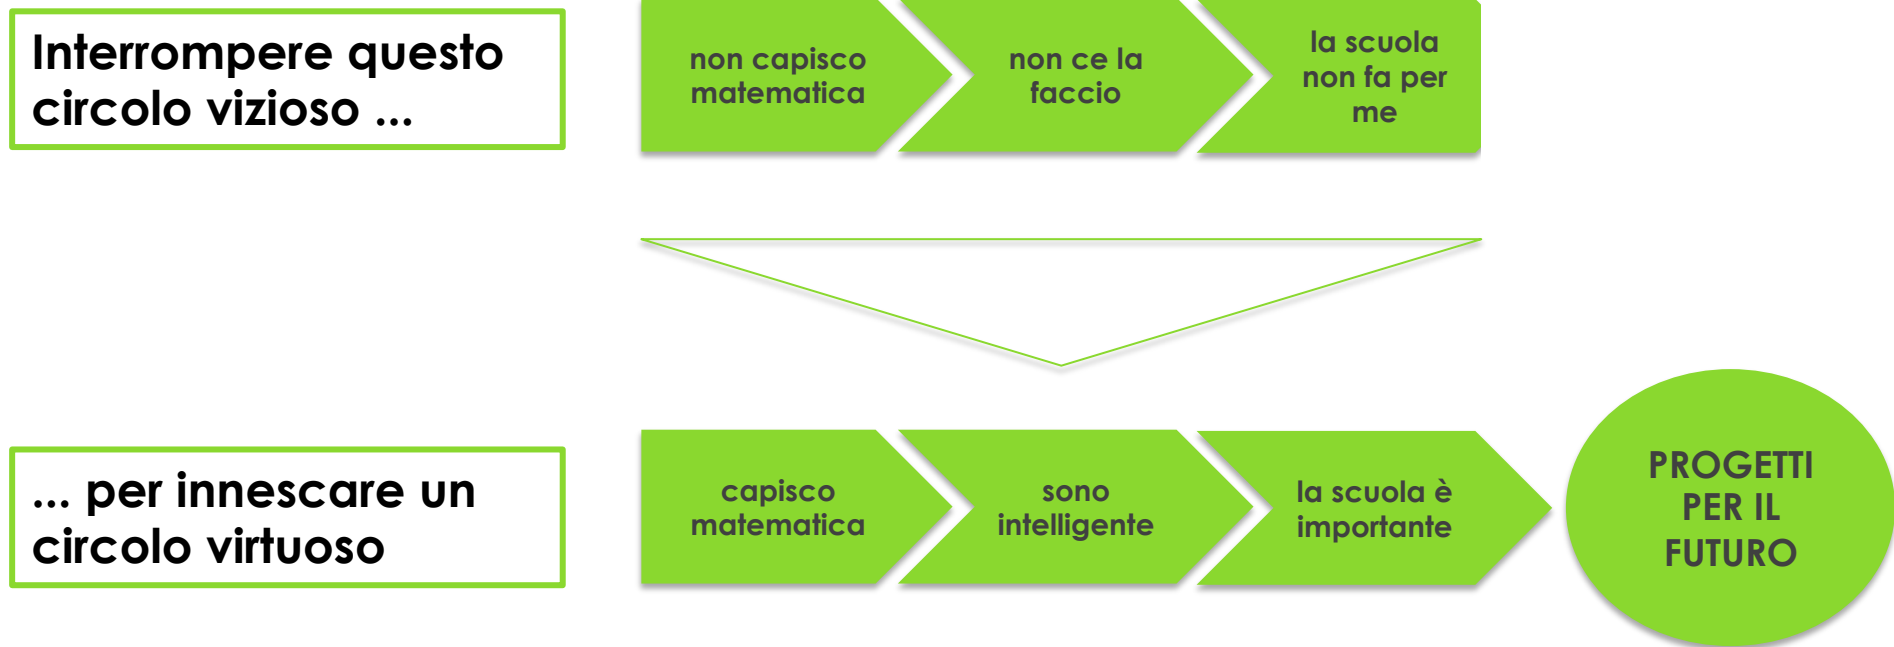 Interrompere questo
circolo vizioso ...
non capisco
matematica
non ce la
faccio
la scuola
non fa per
me
... per innescare un
circolo virtuoso
capisco
matematica
sono
intelligente
la scuola è
importante
PROGETTI
PER IL
FUTURO